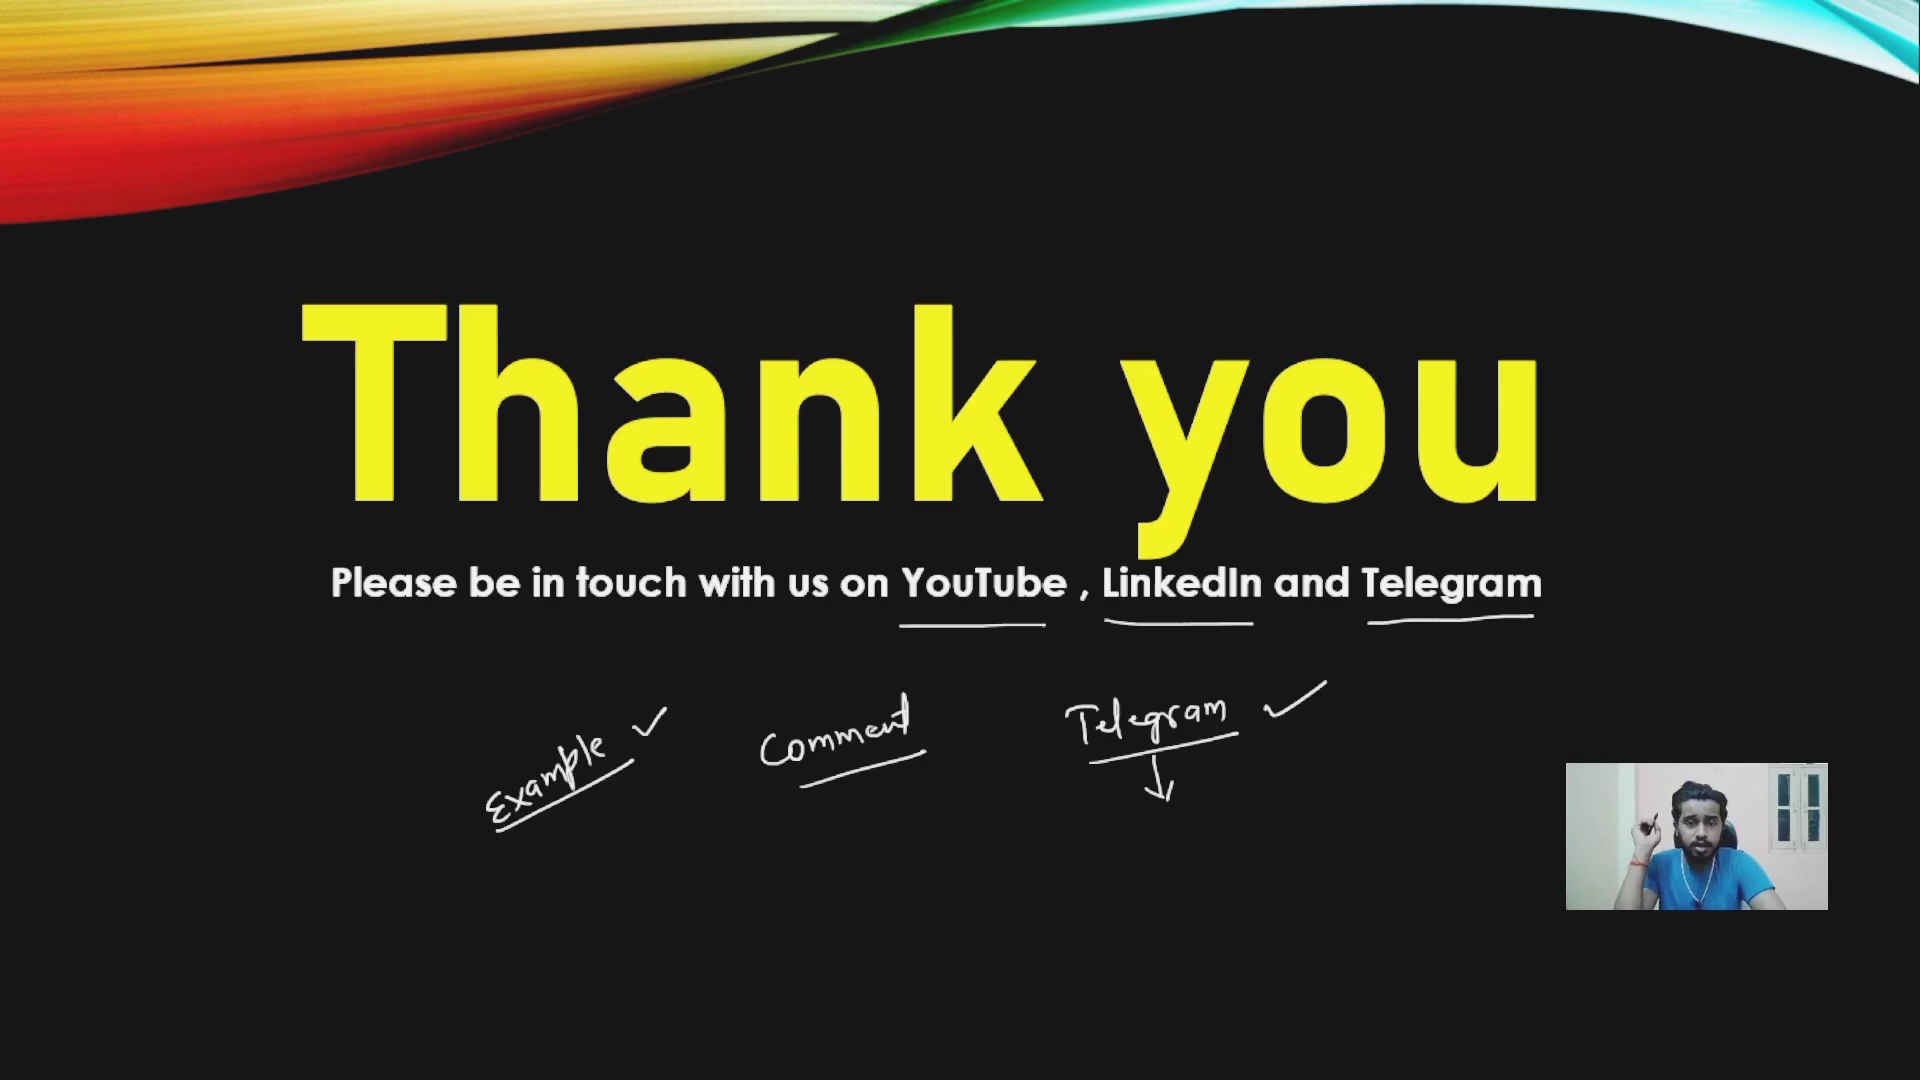 Thank you
Please be in touch with us on YouTube , LinkedIn and Telegram
Example Comment Telegram